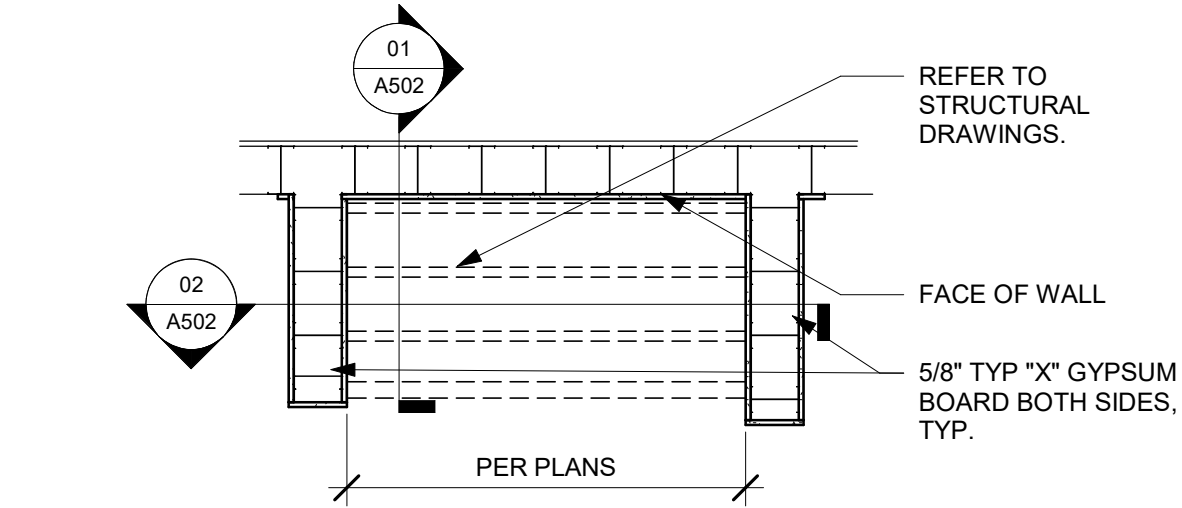 01
A502
REFER TO
STRUCTURAL
DRAWINGS.
02
A502
FACE OF WALL
5/8" TYP "X" GYPSUM
BOARD BOTH SIDES,
TYP.
PER PLANS